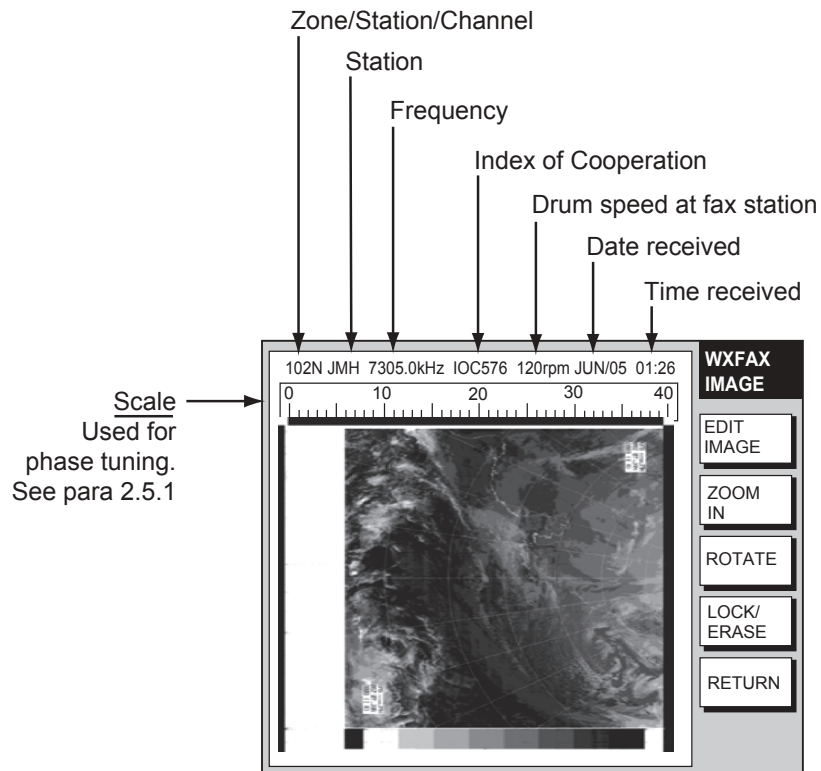 Zone/Station/Channel
Station
Frequency
Index of Cooperation
Drum speed at fax station
Date received
Time received
102N JMH 7305.0kHz IOC576 120rpm JUN/05 01:26
0 10 20 30 40
Scale
Used for
phase tuning.
See para 2.5.1
WXFAX
IMAGE
EDIT
IMAGE
ZOOM
IN
ROTATE
LOCK/
ERASE
RETURN